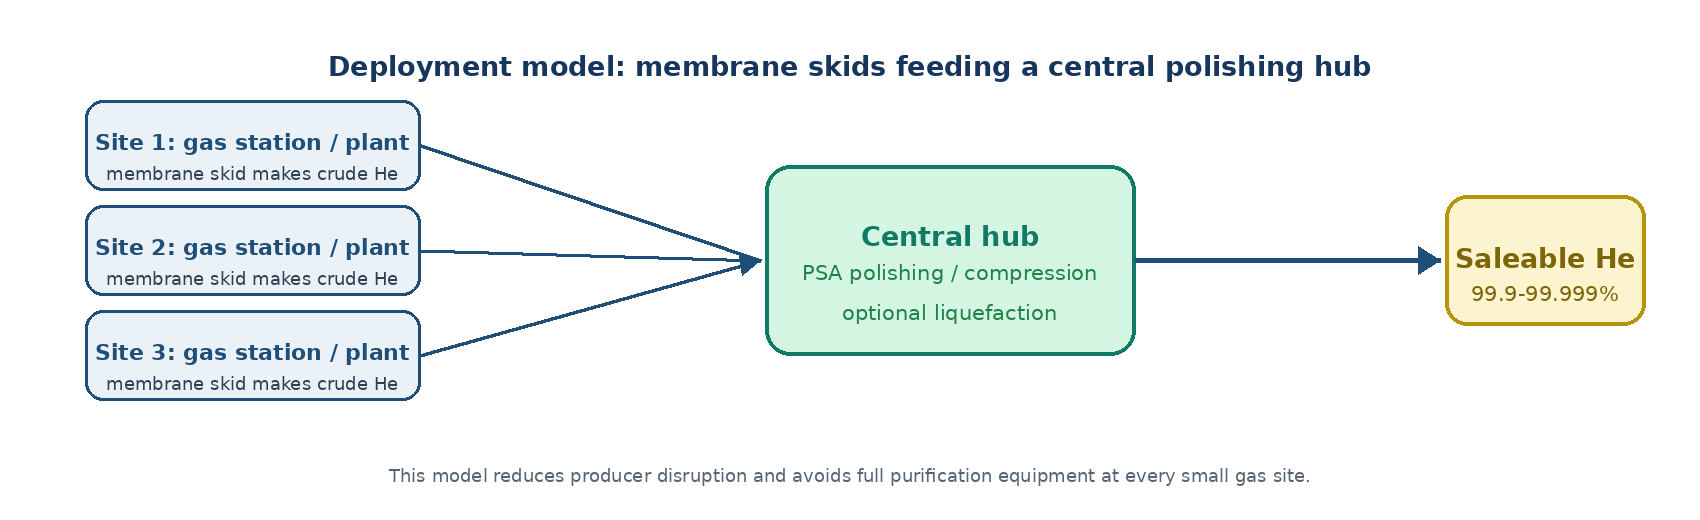 Deployment model: membrane skids feeding a central polishing hub
Site 1: gas station / plant
membrane skid makes crude He
Site 2: gas station / plant
membrane skid makes crude He
Site 3: gas station / plant
membrane skid makes crude He
Central hub
PSA polishing / compression
optional liquefaction
Saleable He
99.9-99.999%
This model reduces producer disruption and avoids full purification equipment at every small gas site.